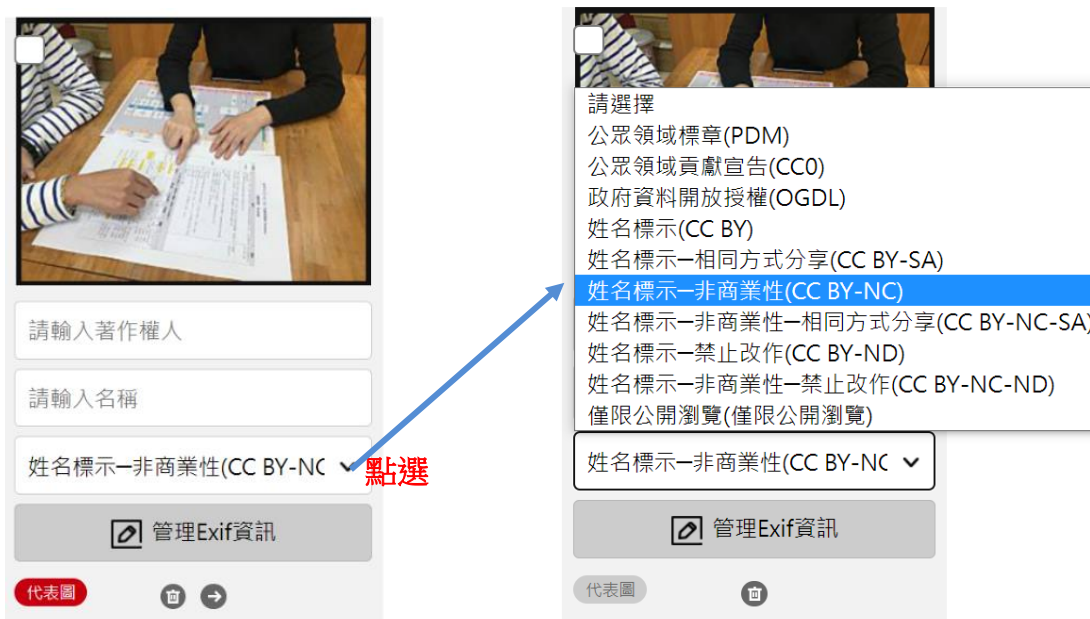 請輸入著作權人
請輸入名稱
姓名標示─非商業性(CC BY-NC
點選
管理Exif資訊
代表圖
請選擇
公眾領域標章(PDM)
公眾領域貢獻宣告(CC0)
政府資料開放授權(OGDL)
姓名標示(CC BY)
姓名標示─相同方式分享(CC BY-SA)
姓名標示─非商業性(CC BY-NC)
姓名標示─非商業性─相同方式分享(CC BY-NC-SA)
姓名標示─禁止改作(CC BY-ND)
姓名標示─非商業性─禁止改作(CC BY-NC-ND)
僅限公開瀏覽(僅限公開瀏覽)
姓名標示─非商業性(CC BY-NC
管理Exif資訊
代表圖